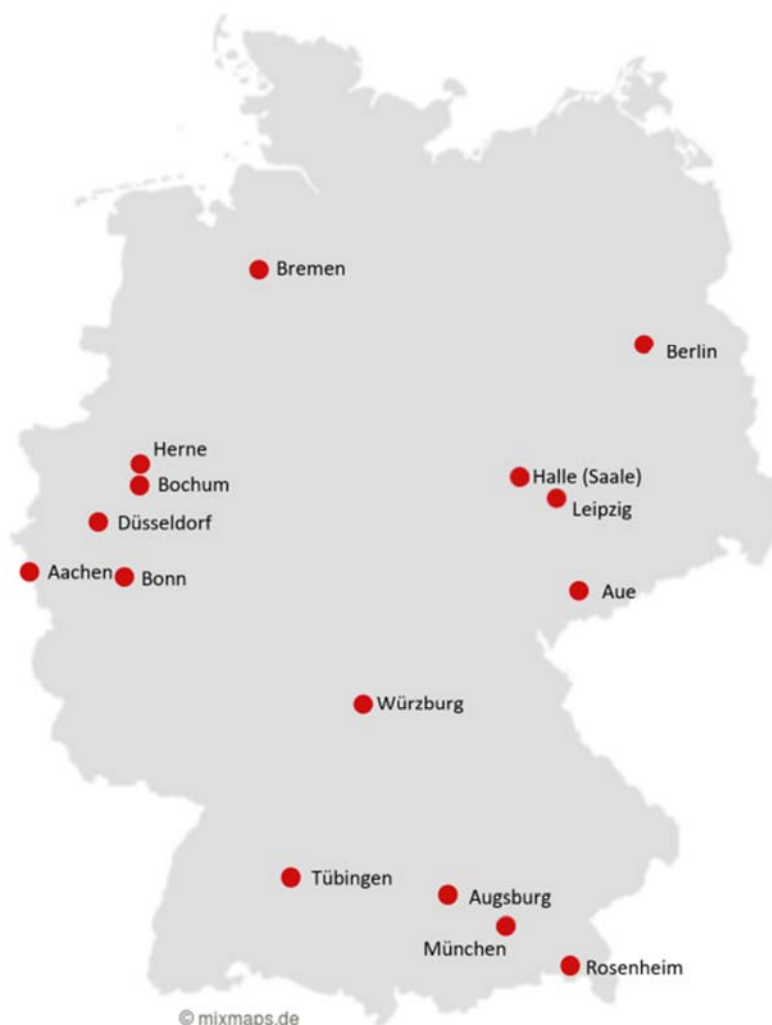 Bremen
Berlin
Herne
Bochum
Halle (Saale)
Leipzig
Düsseldorf
Aachen
Bonn
Aue
Würzburg
Tübingen
Augsburg
München
Rosenheim
© mixmaps.de